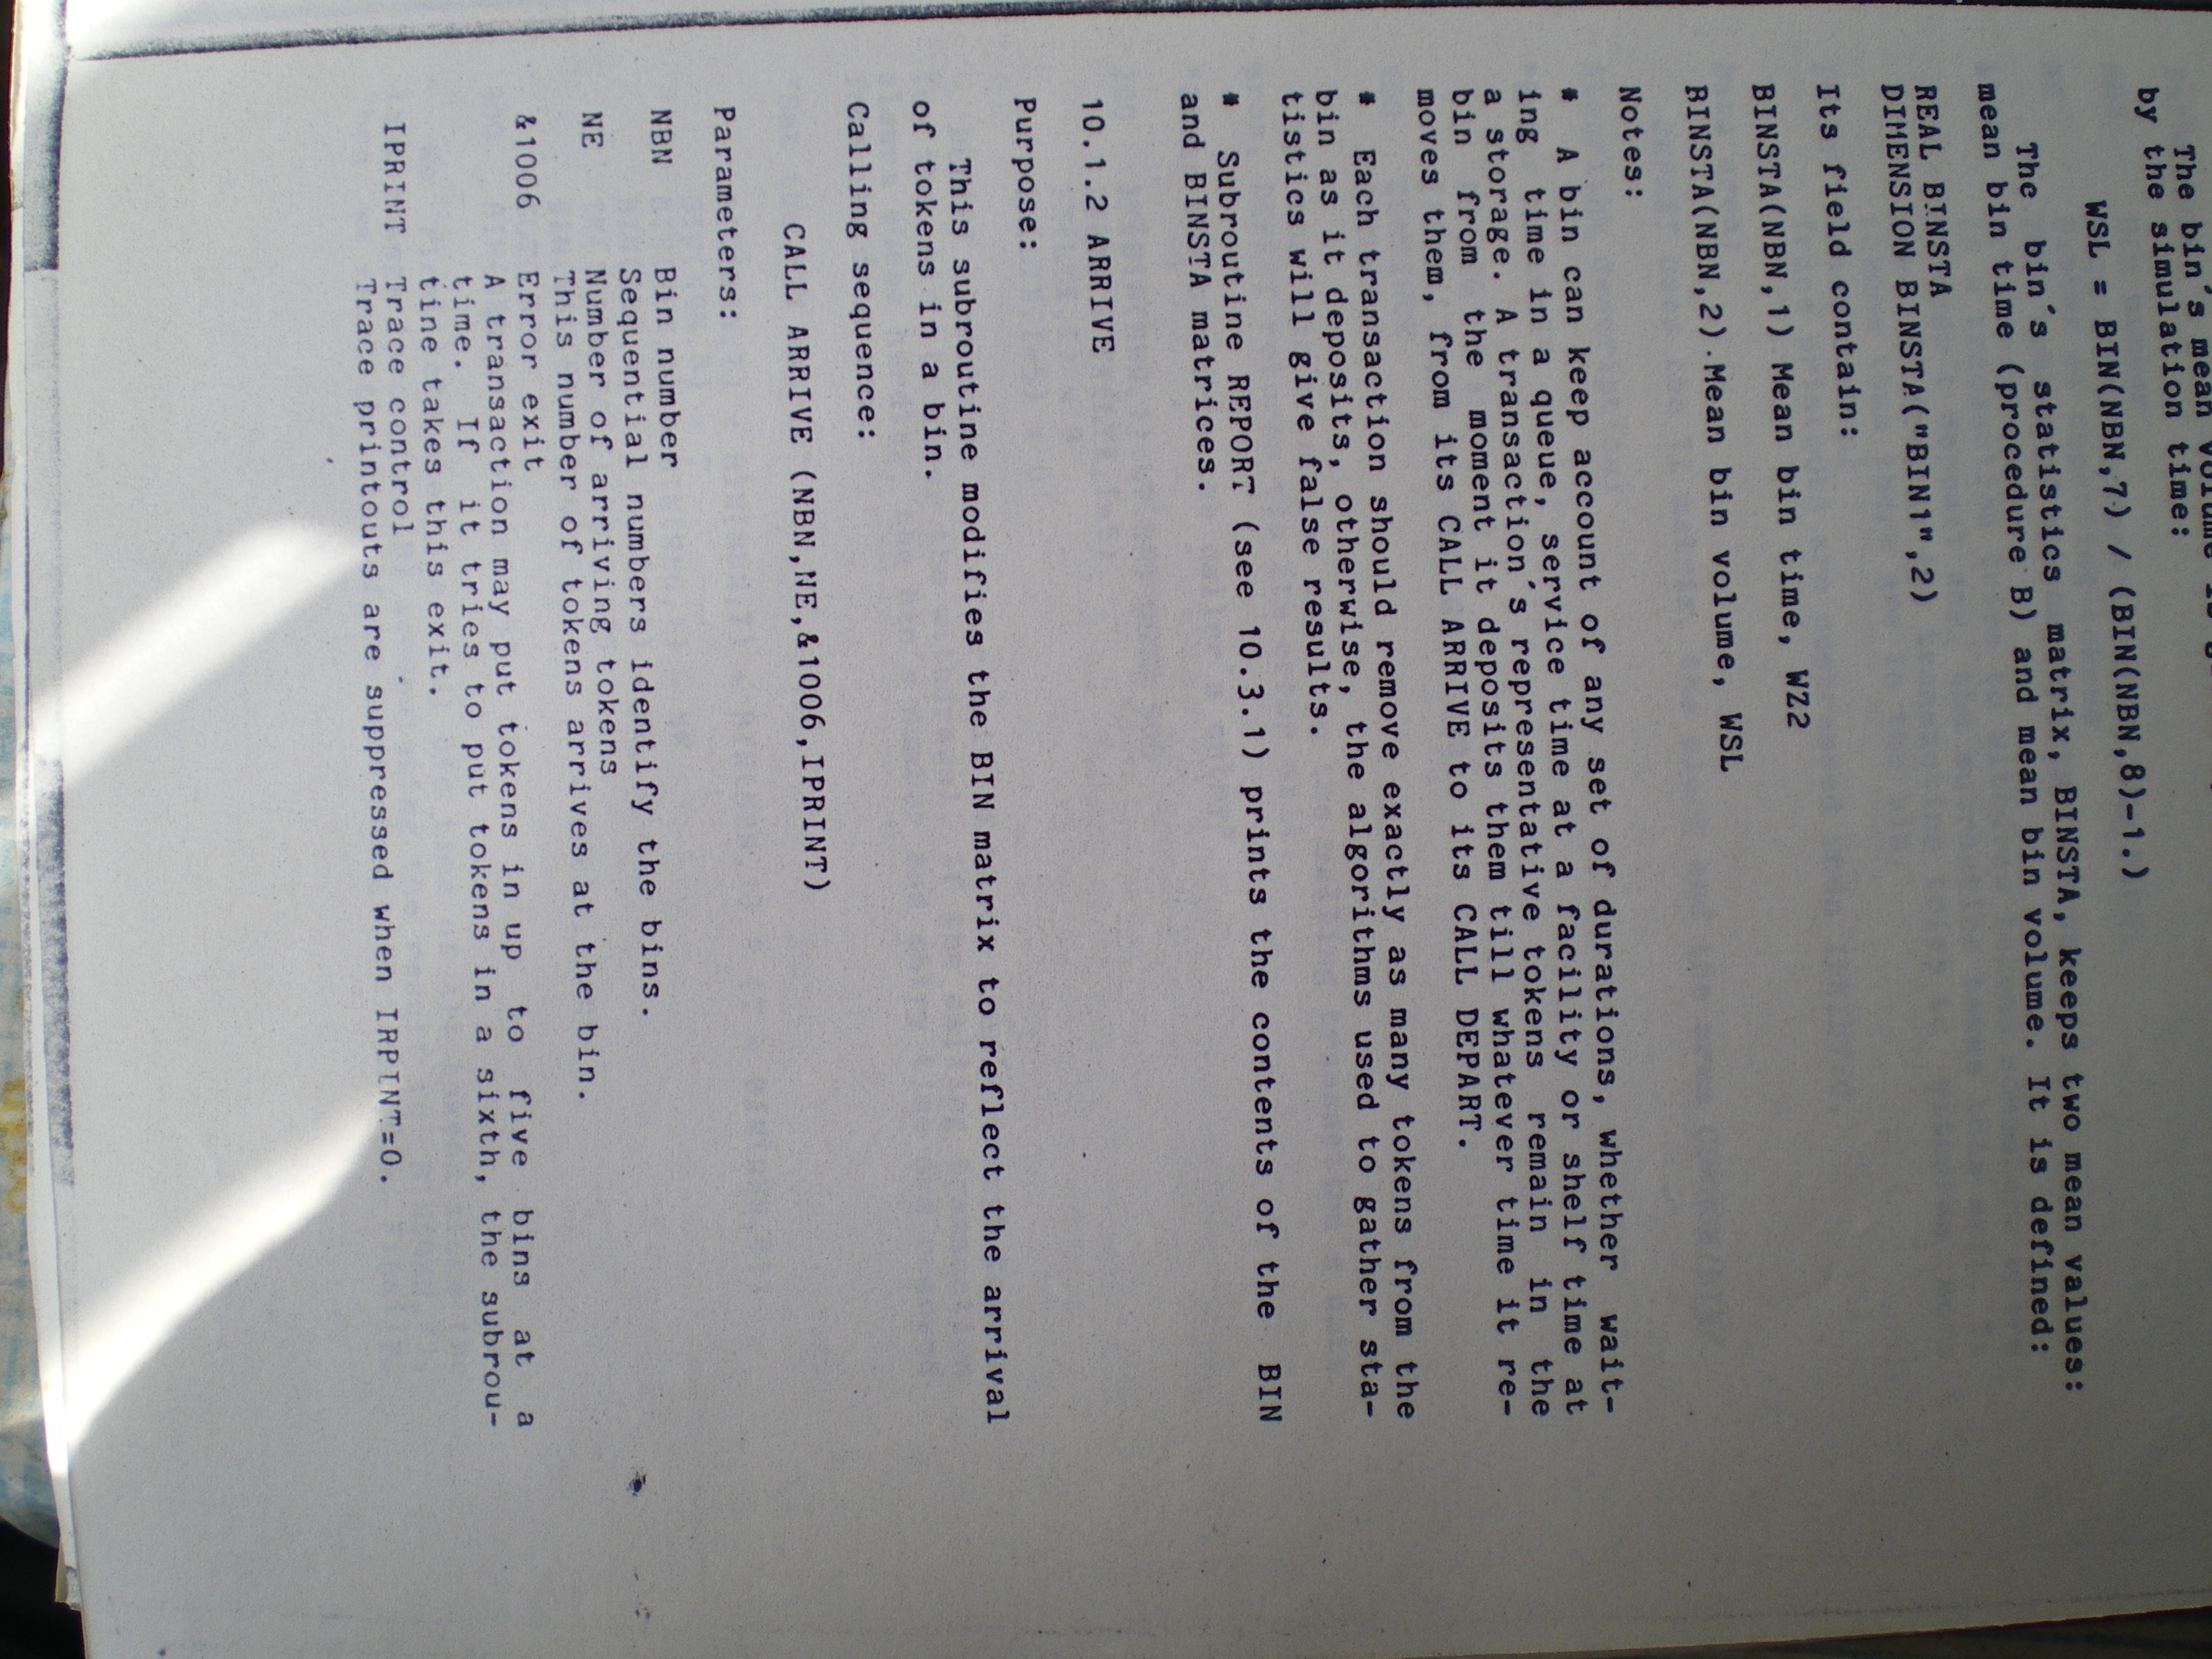 The bin's mean
by the simulation time:
WSL = BIN(NBN,7) / (BIN(NBN,8)-1.)
The bin's statistics matrix, BINSTA, keeps two mean values:
mean bin time (procedure B) and mean bin volume. It is defined:
REAL BINSTA
DIMENSION BINSTA("BIN1",2)
Its field contain:
BINSTA(NBN,1) Mean bin time, WZ2
BINSTA(NBN,2) Mean bin volume, WSL
Notes:
* A bin can keep account of any set of durations, whether wait-
ing time in a queue, service time at a facility or shelf time at
a storage. A transaction's representative tokens remain in the
bin from the moment it deposits them till whatever time it re-
moves them, from its CALL ARRIVE to its CALL DEPART.
* Each transaction should remove exactly as many tokens from the
bin as it deposits, otherwise, the algorithms used to gather sta-
tistics will give false results.
* Subroutine REPORT (see 10.3.1) prints the contents of the BIN
and BINSTA matrices.
10.1.2 ARRIVE
Purpose:
This subroutine modifies the BIN matrix to reflect the arrival
of tokens in a bin.
Calling sequence:
CALL ARRIVE (NBN,NE,&1006,IPRINT)
Parameters:
NBN Bin number
Sequential numbers identify the bins.
NE Number of arriving tokens
This number of tokens arrives at the bin.
&1006 Error exit
A transaction may put tokens in up to five bins at a
time. If it tries to put tokens in a sixth, the subrou-
tine takes this exit.
IPRINT Trace control
Trace printouts are suppressed when IRPINT=0.